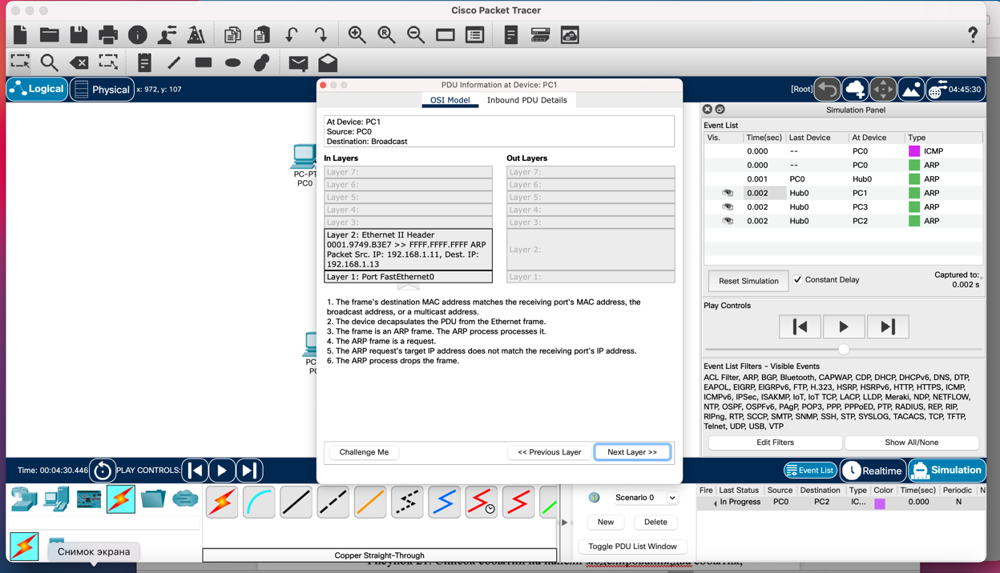 Cisco Packet Tracer
Logical
Physical
x: 972, y: 107
[Root]
04:45:30
PC-PT
PC0
PDU Information at Device: PC1
OSI Model
Inbound PDU Details
At Device: PC1
Source: PC0
Destination: Broadcast
In Layers
Out Layers
Layer 7:
Layer 7:
Layer 6:
Layer 6:
Layer 5:
Layer 5:
Layer 4:
Layer 4:
Layer 3:
Layer 3:
Layer 2: Ethernet II Header
0001.9749.B3E7 >> FFFF.FFFF.FFFF ARP
Packet Src. IP: 192.168.1.11, Dest. IP:
192.168.1.13
Layer 2:
Layer 1: Port FastEthernet0
Layer 1:
1. The frame's destination MAC address matches the receiving port's MAC address, the
broadcast address, or a multicast address.
2. The device decapsulates the PDU from the Ethernet frame.
3. The frame is an ARP frame. The ARP process processes it.
4. The ARP frame is a request.
5. The ARP request's target IP address does not match the receiving port's IP address.
6. The ARP process drops the frame.
Challenge Me
<< Previous Layer
Next Layer >>
Simulation Panel
Event List
Vis. Time(sec) Last Device At Device Type
0.000 -- PC0 ICMP
0.000 -- PC0 ARP
0.001 PC0 Hub0 ARP
0.002 Hub0 PC1 ARP
0.002 Hub0 PC3 ARP
0.002 Hub0 PC2 ARP
Reset Simulation
Constant Delay
Captured to:
0.002 s
Play Controls
Event List Filters - Visible Events
ACL Filter, ARP, BGP, Bluetooth, CAPWAP, CDP, DHCP, DHCPv6, DNS, DTP,
EAPOL, EIGRP, EIGRPv6, FTP, H.323, HSRP, HSRPv6, HTTP, HTTPS, ICMP,
ICMPv6, IPSec, ISAKMP, IoT, IoT TCP, LACP, LLDP, Meraki, NDP, NETFLOW,
NTP, OSPF, OSPFv6, PAgP, POP3, PPP, PPPoED, PTP, RADIUS, REP, RIP,
RIPng, RTP, SCCP, SMTP, SNMP, SSH, STP, SYSLOG, TACACS, TCP, TFTP,
Telnet, UDP, USB, VTP
Edit Filters
Show All/None
Time: 00:04:30.446
PLAY CONTROLS:
Event List
Realtime
Simulation
Scenario 0
New
Delete
Toggle PDU List Window
Fire Last Status Source Destination Type Color Time(sec) Periodic N
In Progress PC0 PC2 IC... 0.000 N
Copper Straight-Through
Снимок экрана